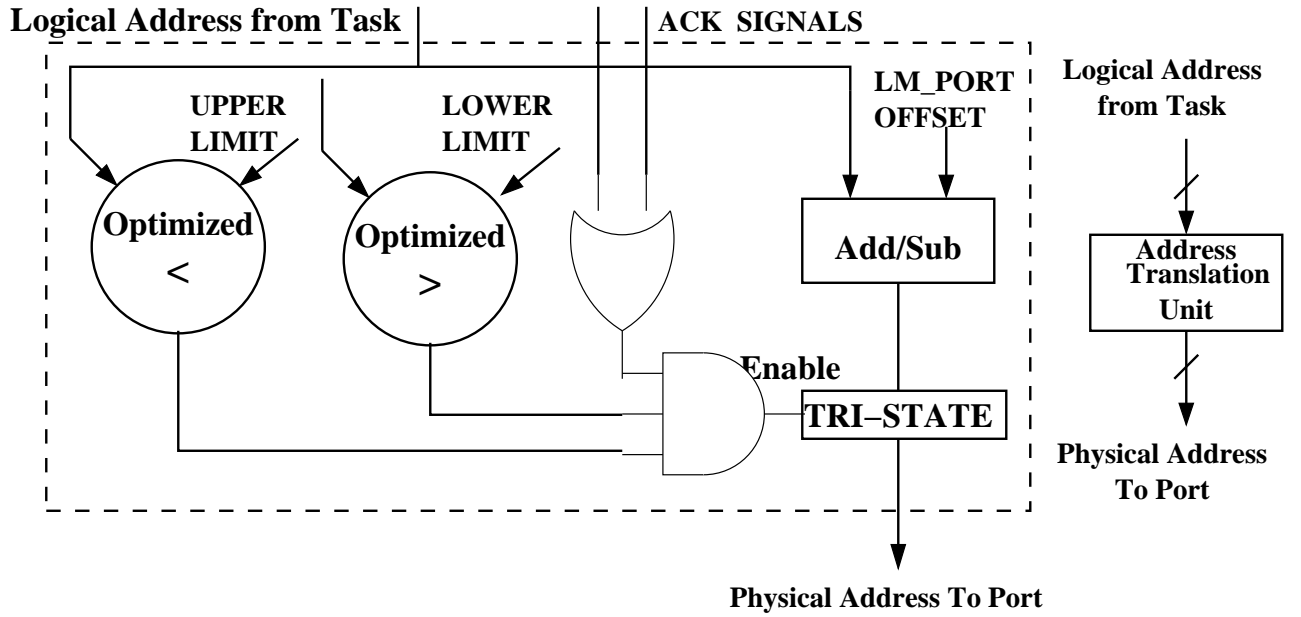 Logical Address from Task
ACK SIGNALS
UPPER
LIMIT
LOWER
LIMIT
LM_PORT
OFFSET
Optimized
<
Optimized
>
Add/Sub
Enable
TRI–STATE
Physical Address To Port
Logical Address
from Task
Address
Translation
Unit
Physical Address
To Port